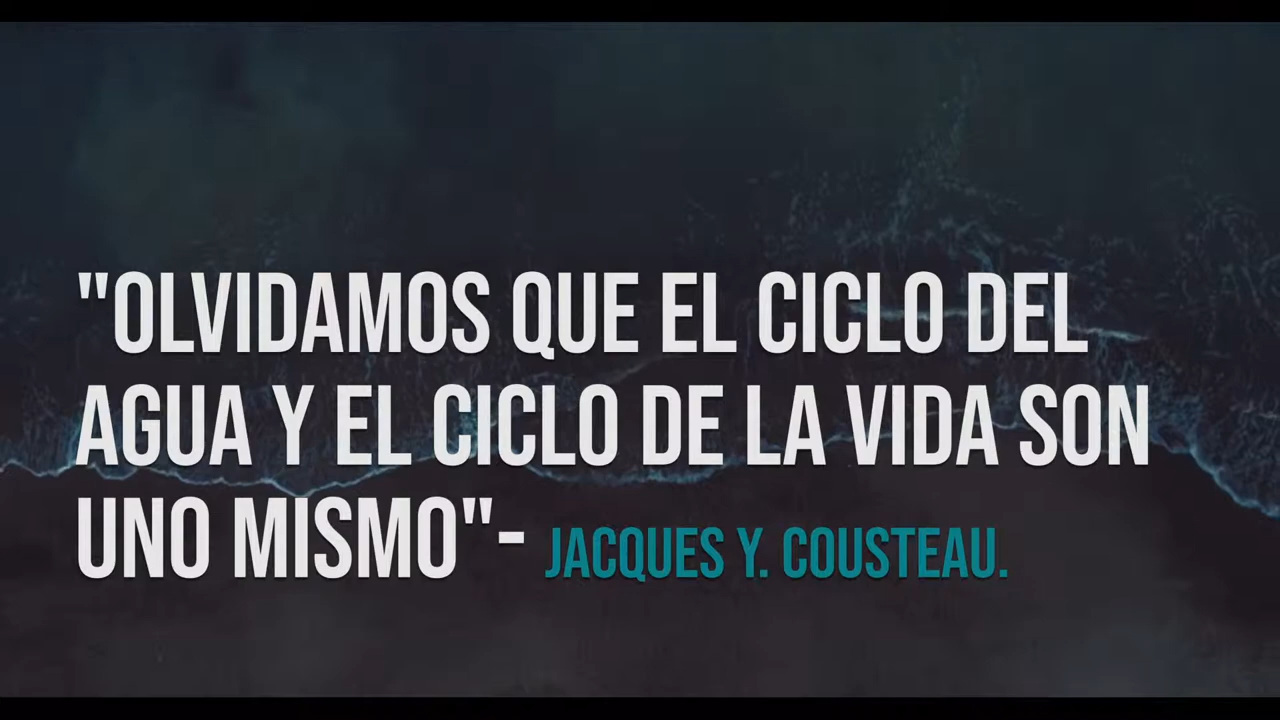 "OLVIDAMOS QUE EL CICLO DEL
AGUA Y EL CICLO DE LA VIDA SON
UNO MISMO"- JACQUES Y. COUSTEAU.